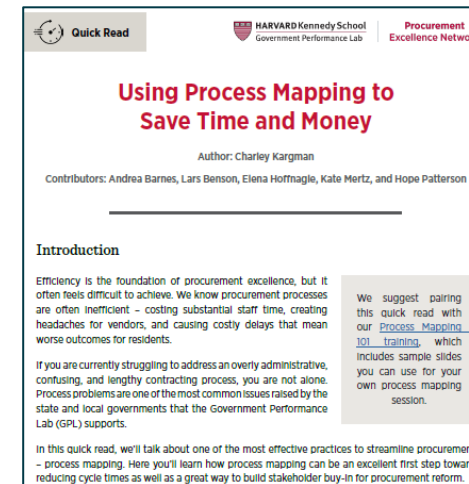 Quick Read
HARVARD Kennedy School
Government Performance Lab
Procurement
Excellence Netwo
Using Process Mapping to
Save Time and Money
Author: Charley Kargman
Contributors: Andrea Barnes, Lars Benson, Elena Hoffnagle, Kate Mertz, and Hope Patterson
Introduction
Efficiency is the foundation of procurement excellence, but it
often feels difficult to achieve. We know procurement processes
are often inefficient – costing substantial staff time, creating
headaches for vendors, and causing costly delays that mean
worse outcomes for residents.
If you are currently struggling to address an overly administrative,
confusing, and lengthy contracting process, you are not alone.
Process problems are one of the most common issues raised by the
state and local governments that the Government Performance
Lab (GPL) supports.
We suggest pairing
this quick read with
our Process Mapping
101 training, which
includes sample slides
you can use for your
own process mapping
session.
In this quick read, we'll talk about one of the most effective practices to streamline procuremen
– process mapping. Here you'll learn how process mapping can be an excellent first step towar
reducing cycle times as well as a great way to build stakeholder buy-in for procurement reform.